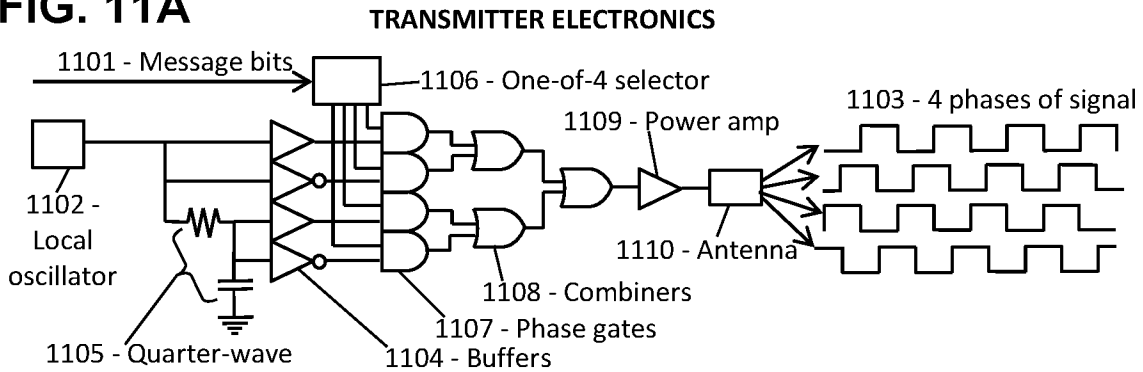 FIG. 11A
TRANSMITTER ELECTRONICS
1101 - Message bits
1106 - One-of-4 selector
1103 - 4 phases of signal
1109 - Power amp
1102 -
Local
oscillator
1110 - Antenna
1108 - Combiners
1107 - Phase gates
1105 - Quarter-wave
1104 - Buffers